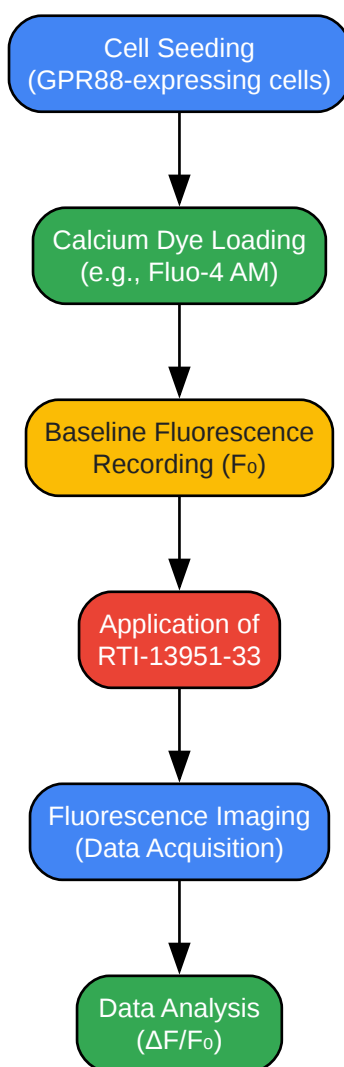 Cell Seeding
(GPR88-expressing cells)
Calcium Dye Loading
(e.g., Fluo-4 AM)
Baseline Fluorescence
Recording (F₀)
Application of
RTI-13951-33
Fluorescence Imaging
(Data Acquisition)
Data Analysis
(ΔF/F₀)